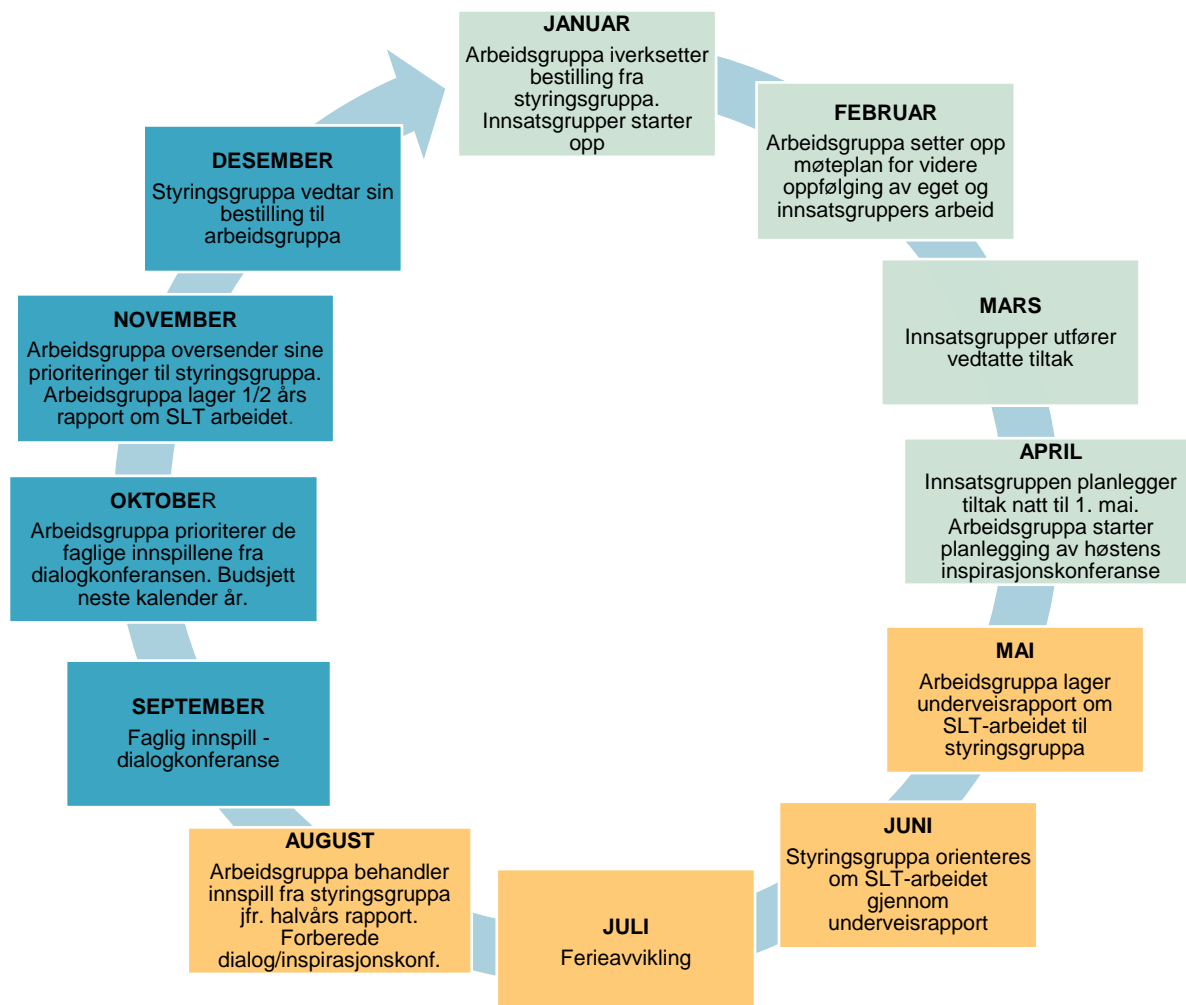 JANUAR
Arbeidsgruppa iverksetter
bestilling fra
styringsgruppa.
Innsatsgrupper starter
opp
FEBRUAR
Arbeidsgruppa setter opp
møteplan for videre
oppfølging av eget og
innsatsgruppers arbeid
MARS
Innsatsgrupper utfører
vedtatte tiltak
APRIL
Innsatsgruppen planlegger
tiltak natt til 1. mai.
Arbeidsgruppa starter
planlegging av høstens
inspirasjonskonferanse
MAI
Arbeidsgruppa lager
underveisrapport om
SLT-arbeidet til
styringsgruppa
JUNI
Styringsgruppa orienteres
om SLT-arbeidet
gjennom
underveisrapport
JULI
Ferieavvikling
AUGUST
Arbeidsgruppa behandler
innspill fra styringsgruppa
jfr. halvårs rapport.
Forberede
dialog/inspirasjonskonf.
SEPTEMBER
Faglig innspill -
dialogkonferanse
OKTOBER
Arbeidsgruppa prioriterer de
faglige innspillene fra
dialogkonferansen. Budsjett
neste kalender år.
NOVEMBER
Arbeidsgruppa oversender sine
prioriteringer til styringsgruppa.
Arbeidsgruppa lager 1/2 års
rapport om SLT arbeidet.
DESEMBER
Styringsgruppa vedtar sin
bestilling til
arbeidsgruppa